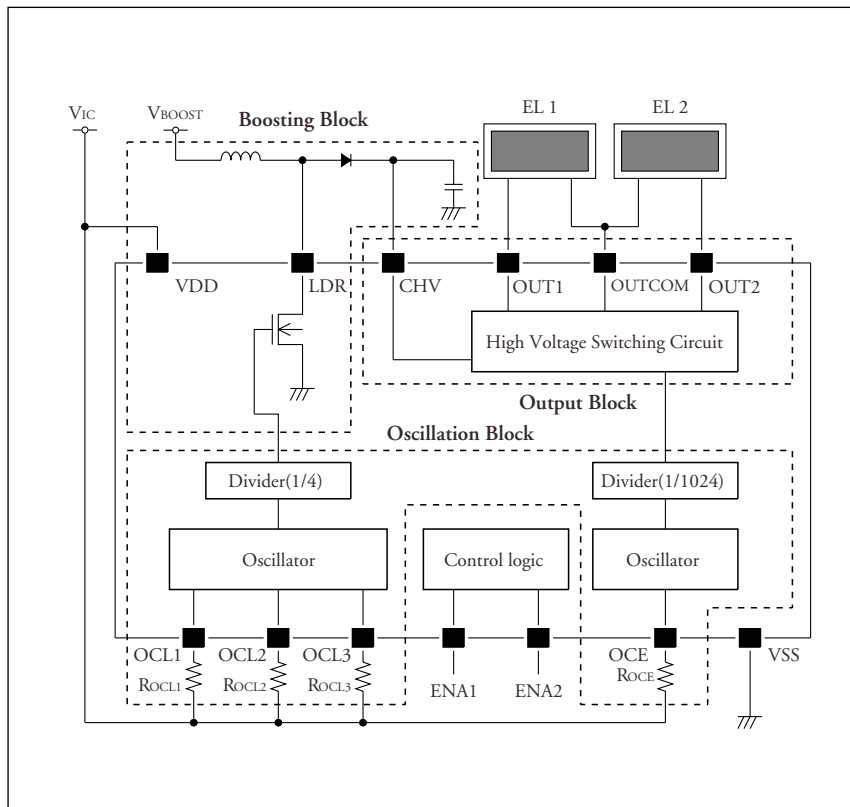 EL 1
EL 2
VIC
VBOOST
Boosting Block
VDD
LDR
CHV
OUT1
OUTCOM
OUT2
High Voltage Switching Circuit
Output Block
Oscillation Block
Divider(1/4)
Divider(1/1024)
Oscillator
Control logic
Oscillator
OCL1
OCL2
OCL3
OCE
VSS
ROCL1
ROCL2
ROCL3
ENA1
ENA2
ROCE